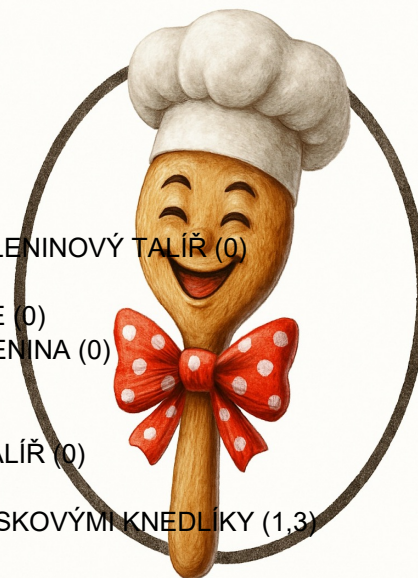 LENINOVÝ TALÍŘ (0)
E (0)
ENINA (0)
ALÍŘ (0)
SKOVÝMI KNEDLÍKY (1,3)